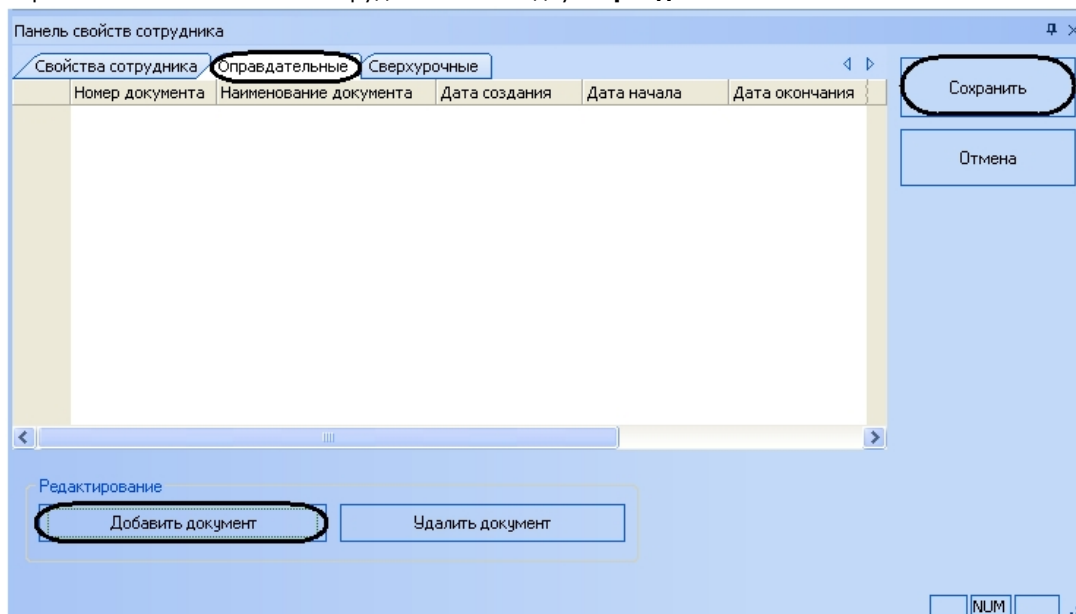 Панель свойств сотрудника
Свойства сотрудника Оправдательные Сверхурочные
Номер документа Наименование документа Дата создания Дата начала Дата окончания
Сохранить
Отмена
Редактирование
Добавить документ Удалить документ
NUM